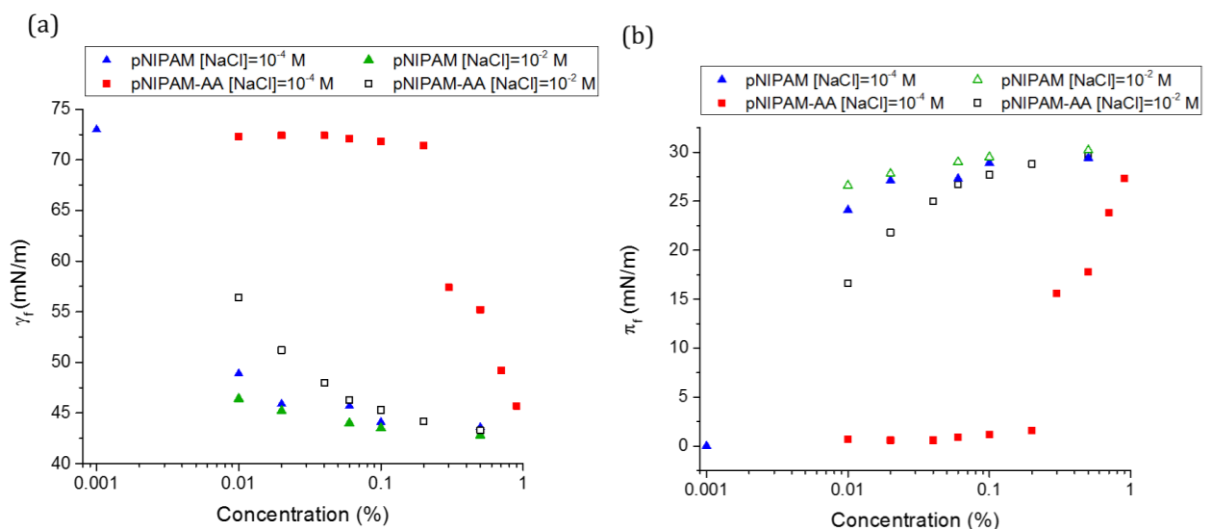 (a)
pNIPAM [NaCl]=10⁻⁴ M pNIPAM [NaCl]=10⁻² M
pNIPAM-AA [NaCl]=10⁻⁴ M pNIPAM-AA [NaCl]=10⁻² M
75
70
65
60
55
50
45
40
γf (mN/m)
0.001 0.01 0.1 1
Concentration (%)
(b)
pNIPAM [NaCl]=10⁻⁴ M pNIPAM [NaCl]=10⁻² M
pNIPAM-AA [NaCl]=10⁻⁴ M pNIPAM-AA [NaCl]=10⁻² M
30
25
20
15
10
5
0
πf (mN/m)
0.001 0.01 0.1 1
Concentration (%)